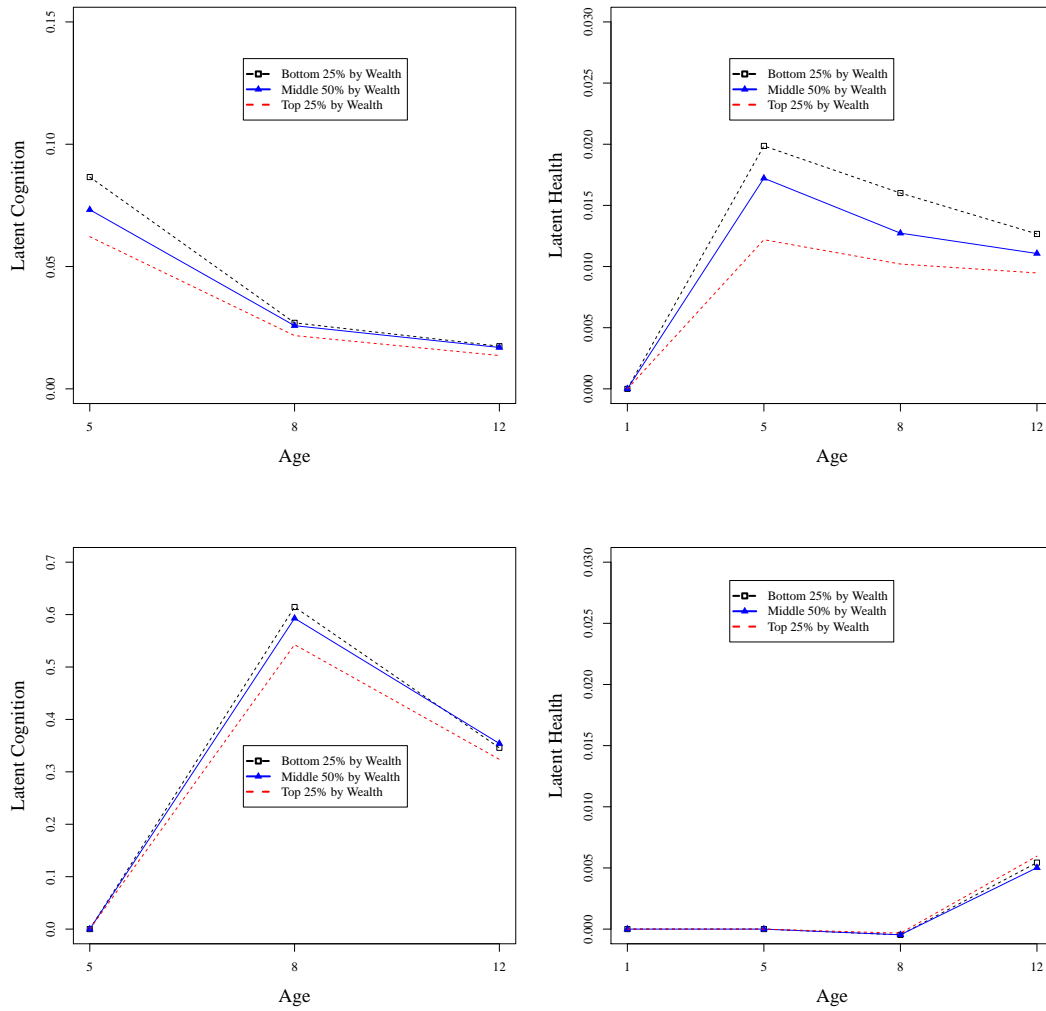 Latent Cognition
0.15
0.10
0.05
0.00
Bottom 25% by Wealth
Middle 50% by Wealth
Top 25% by Wealth
5 8 12
Age
Latent Health
0.030
0.025
0.020
0.015
0.010
0.005
0.000
Bottom 25% by Wealth
Middle 50% by Wealth
Top 25% by Wealth
1 5 8 12
Age
Latent Cognition
0.7
0.6
0.5
0.4
0.3
0.2
0.1
0.0
Bottom 25% by Wealth
Middle 50% by Wealth
Top 25% by Wealth
5 8 12
Age
Latent Health
0.030
0.025
0.020
0.015
0.010
0.005
0.000
Bottom 25% by Wealth
Middle 50% by Wealth
Top 25% by Wealth
1 5 8 12
Age